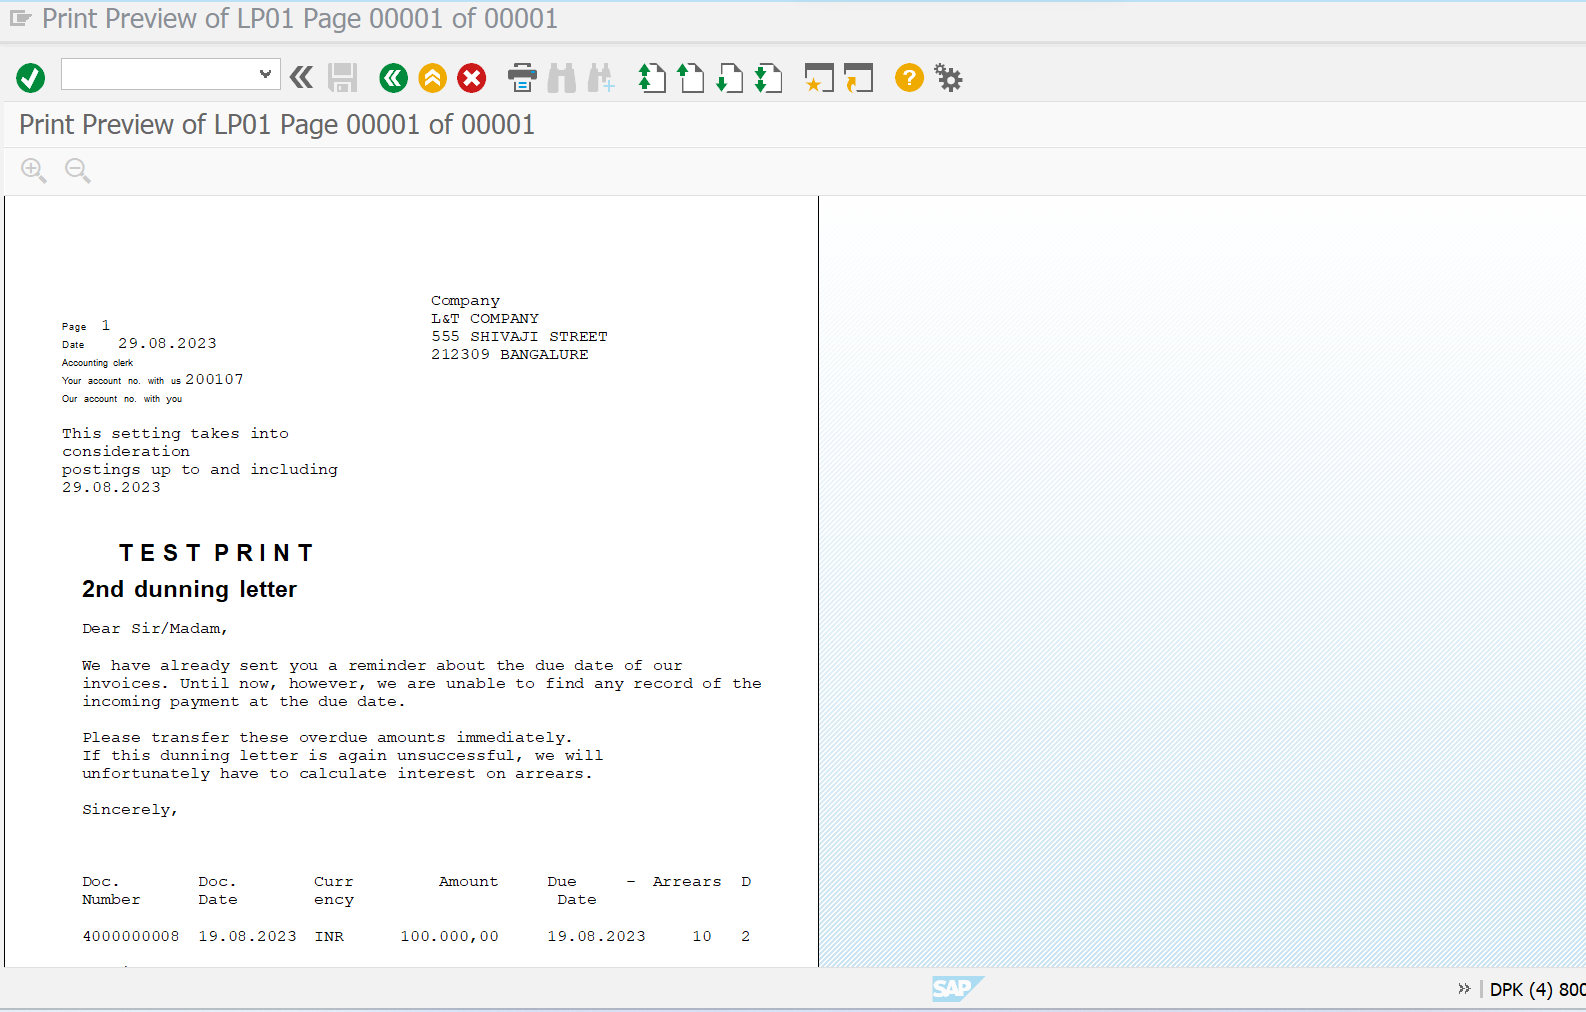 Print Preview of LP01 Page 00001 of 00001
Print Preview of LP01 Page 00001 of 00001
Company
L&T COMPANY
555 SHIVAJI STREET
212309 BANGALURE
Page 1
Date 29.08.2023
Accounting clerk
Your account no. with us 200107
Our account no. with you
This setting takes into
consideration
postings up to and including
29.08.2023
T E S T P R I N T
2nd dunning letter
Dear Sir/Madam,
We have already sent you a reminder about the due date of our
invoices. Until now, however, we are unable to find any record of the
incoming payment at the due date.
Please transfer these overdue amounts immediately.
If this dunning letter is again unsuccessful, we will
unfortunately have to calculate interest on arrears.
Sincerely,
Doc. Doc. Curr Amount Due - Arrears D
Number Date ency Date
4000000008 19.08.2023 INR 100.000,00 19.08.2023 10 2
SAP
DPK (4) 800